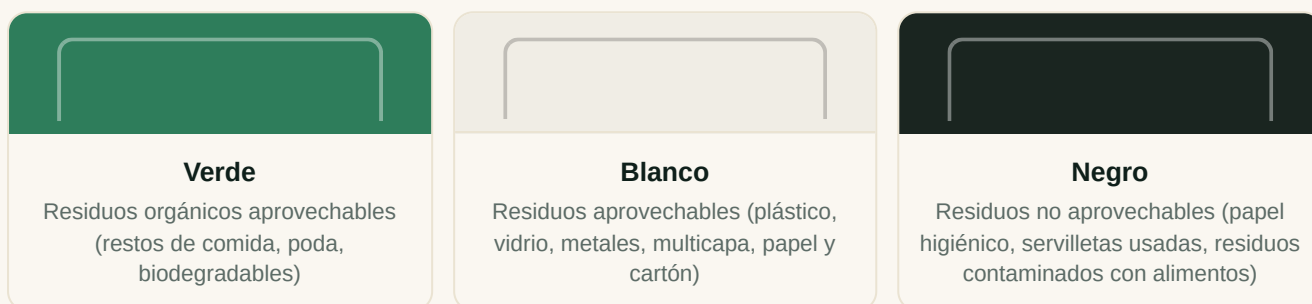 Verde
Residuos orgánicos aprovechables
(restos de comida, poda,
biodegradables)
Blanco
Residuos aprovechables (plástico,
vidrio, metales, multicapa, papel y
cartón)
Negro
Residuos no aprovechables (papel
higiénico, servilletas usadas, residuos
contaminados con alimentos)